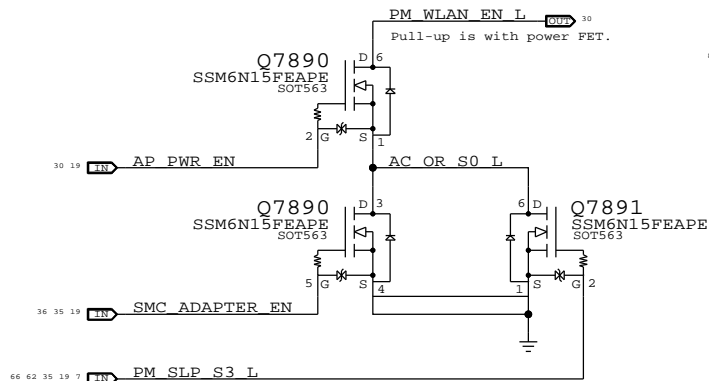 PM_WLAN_EN_L OUT 30
Pull-up is with power FET.
Q7890
SSM6N15FEAPE
SOT563
D 6
2 G S 1
30 19 IN AP_PWR_EN
AC_OR_S0_L
Q7890
SSM6N15FEAPE
SOT563
D 3
5 G S 4
6 D
Q7891
SSM6N15FEAPE
SOT563
1 S G 2
36 35 19 IN SMC_ADAPTER_EN
66 62 35 19 7 IN PM_SLP_S3_L